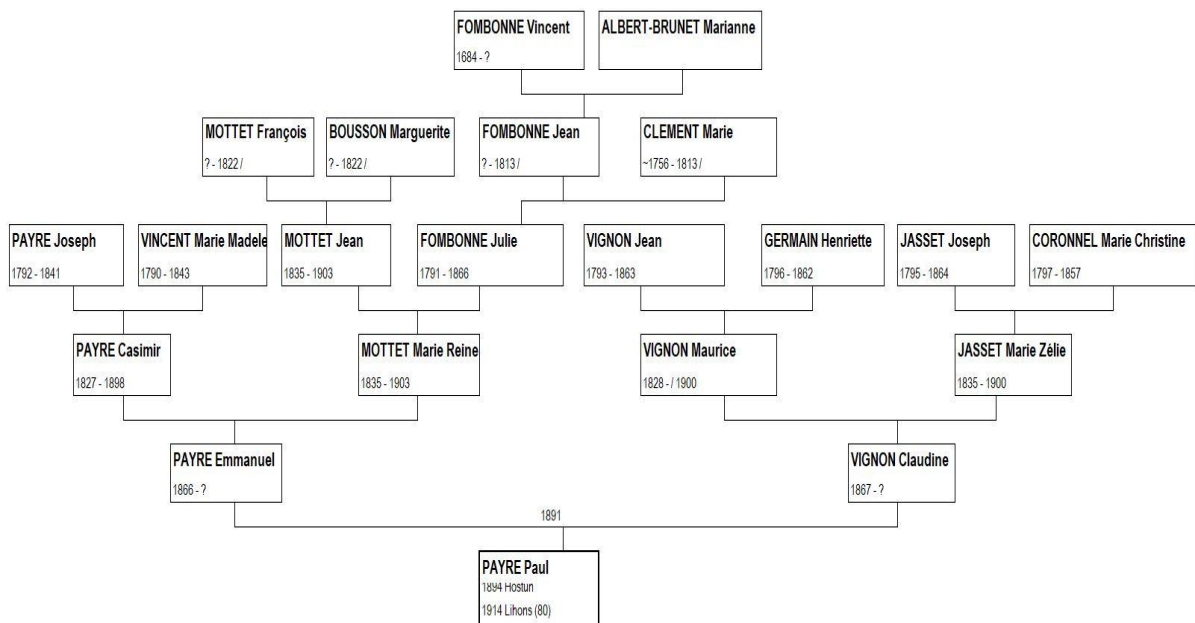 FOMBONNE Vincent
1684 - ?
ALBERT-BRUNET Marianne
MOTTET François
? - 1822 /
BOUSSON Marguerite
? - 1822 /
FOMBONNE Jean
? - 1813 /
CLEMENT Marie
~1756 - 1813 /
PAYRE Joseph
1792 - 1841
VINCENT Marie Madele
1790 - 1843
MOTTET Jean
1835 - 1903
FOMBONNE Julie
1791 - 1866
VIGNON Jean
1793 - 1863
GERMAIN Henriette
1796 - 1862
JASSET Joseph
1795 - 1864
CORONNEL Marie Christine
1797 - 1857
PAYRE Casimir
1827 - 1898
MOTTET Marie Reine
1835 - 1903
VIGNON Maurice
1828 - / 1900
JASSET Marie Zélie
1835 - 1900
PAYRE Emmanuel
1866 - ?
VIGNON Claudine
1867 - ?
1891
PAYRE Paul
1894 Hostun
1914 Lihons (80)